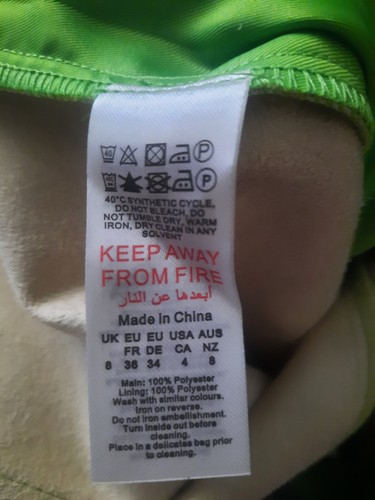 40°C SYNTHETIC CYCLE,
DO NOT BLEACH, DO
NOT TUMBLE DRY, WARM
IRON, DRY CLEAN IN ANY
SOLVENT
KEEP AWAY
FROM FIRE
أبعدها عن النار
Made in China
UK EU EU USA AUS
FR DE CA NZ
8 36 34 4 8
Main: 100% Polyester
Lining: 100% Polyester
Wash with similar colours.
Iron on reverse.
Do not iron embellishment.
Turn inside out before
cleaning.
Place in a delicates bag prior
to cleaning.